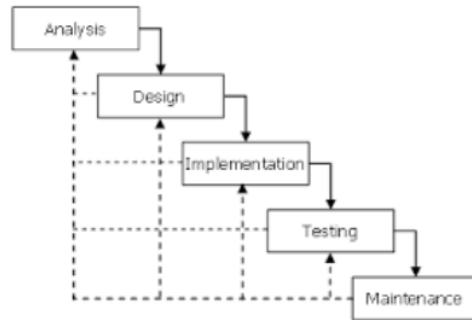 Analysis
Design
Implementation
Testing
Maintenance